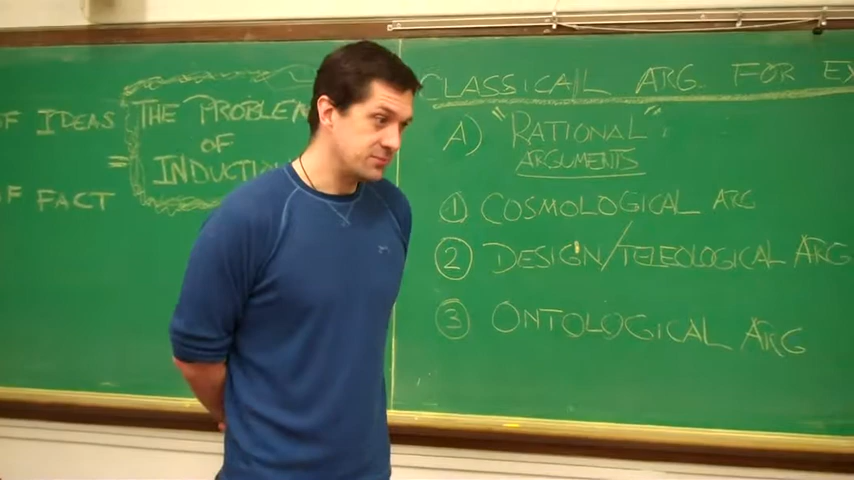 OF IDEAS
OF FACT
THE PROBLEM
OF
INDUCTION
CLASSICAL ARG FOR
A) "RATIONAL"
ARGUMENTS
① COSMOLOGICAL ARG
② DESIGN/TELEOLOGICAL ARG
③ ONTOLOGICAL ARG